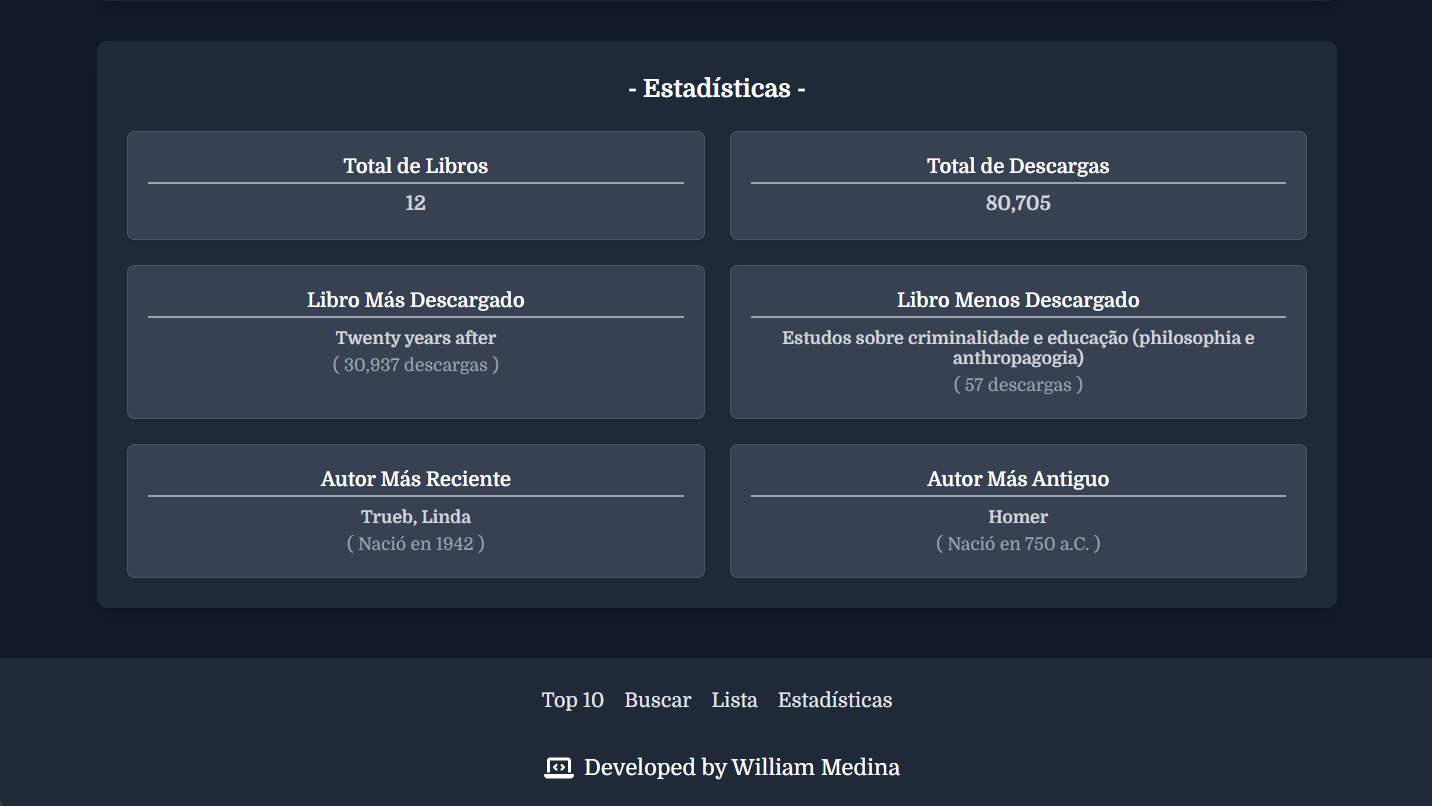 - Estadísticas -
Total de Libros
12
Total de Descargas
80,705
Libro Más Descargado
Twenty years after
( 30,937 descargas )
Libro Menos Descargado
Estudos sobre criminalidade e educação (philosophia e
anthropagogia)
( 57 descargas )
Autor Más Reciente
Trueb, Linda
( Nació en 1942 )
Autor Más Antiguo
Homer
( Nació en 750 a.C. )
Top 10 Buscar Lista Estadísticas
Developed by William Medina